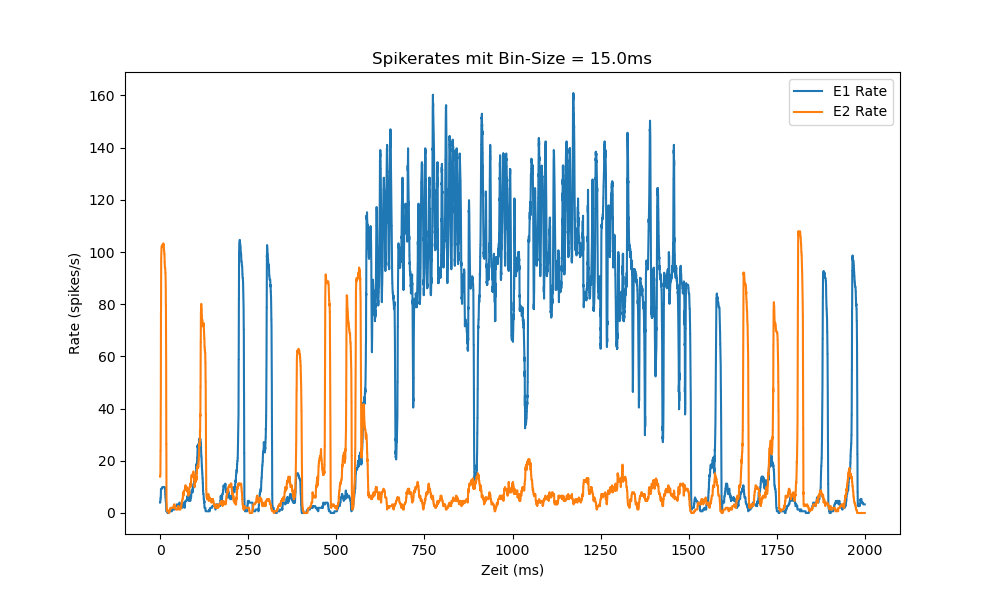 Spikerates mit Bin-Size = 15.0ms
E1 Rate
E2 Rate
160
140
120
100
80
60
40
20
0
Rate (spikes/s)
0 250 500 750 1000 1250 1500 1750 2000
Zeit (ms)